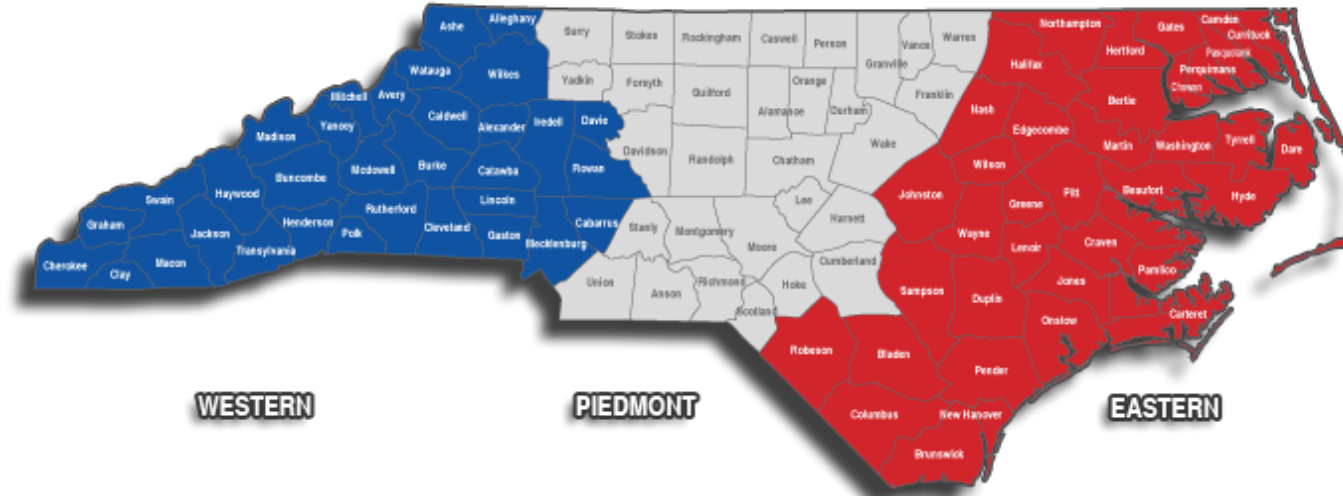 Ashe
Alleghany
Surry
Stokes
Rockingham
Caswell
Person
Vance
Warren
Granville
Northampton
Gates
Camden
Currituck
Hertford
Pasquotank
Perquimans
Chowan
Watauga
Wilkes
Yadkin
Forsyth
Guilford
Orange
Alamance
Durham
Franklin
Halifax
Bertie
Nash
Mitchell
Avery
Yancey
Caldwell
Alexander
Iredell
Davie
Madison
Edgecombe
Martin
Washington
Tyrrell
Dare
Davidson
Randolph
Chatham
Wake
Wilson
Mcdowell
Burke
Catawba
Rowan
Buncombe
Haywood
Swain
Johnston
Greene
Pitt
Beaufort
Hyde
Lincoln
Rutherford
Lee
Harnett
Graham
Jackson
Henderson
Polk
Cleveland
Gaston
Cabarrus
Mecklenburg
Stanly
Montgomery
Moore
Wayne
Lenoir
Craven
Transylvania
Cherokee
Clay
Macon
Cumberland
Pamlico
Union
Anson
Richmond
Hoke
Jones
Sampson
Duplin
Scotland
Onslow
Carteret
Robeson
Bladen
Pender
Columbus
New Hanover
Brunswick
WESTERN
PIEDMONT
EASTERN